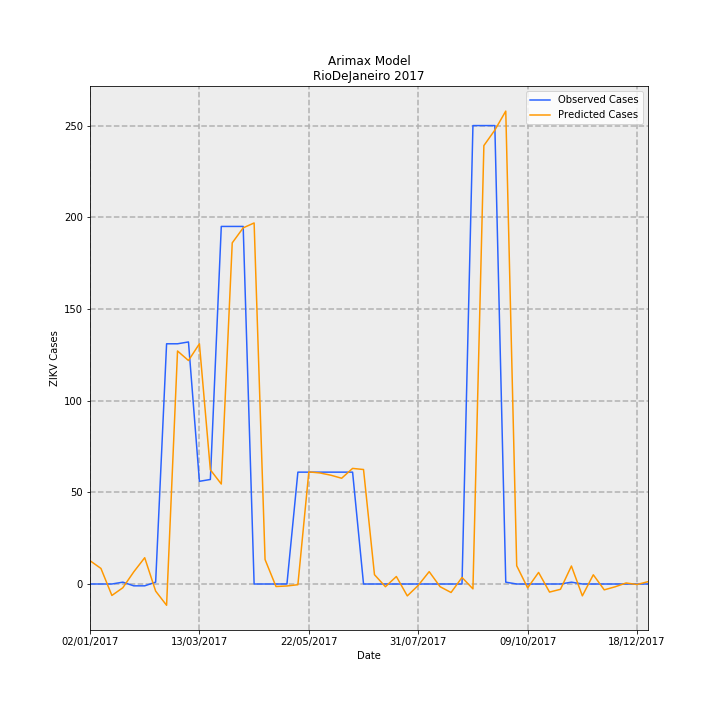 Arimax Model
RioDeJaneiro 2017
Observed Cases
Predicted Cases
250
200
150
100
50
0
ZIKV Cases
02/01/2017
13/03/2017
22/05/2017
31/07/2017
09/10/2017
18/12/2017
Date